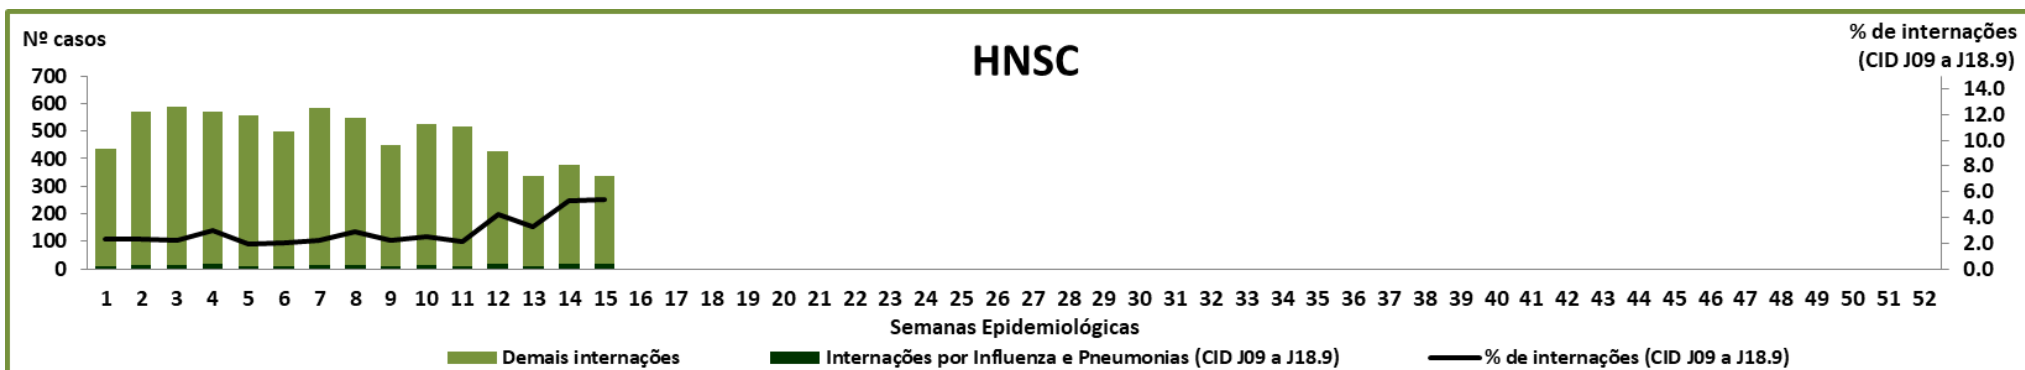 Nº casos
HNSC
% de internações
(CID J09 a J18.9)
700
600
500
400
300
200
100
0
14.0
12.0
10.0
8.0
6.0
4.0
2.0
0.0
1 2 3 4 5 6 7 8 9 10 11 12 13 14 15 16 17 18 19 20 21 22 23 24 25 26 27 28 29 30 31 32 33 34 35 36 37 38 39 40 41 42 43 44 45 46 47 48 49 50 51 52
Semanas Epidemiológicas
Demais internações Internações por Influenza e Pneumonias (CID J09 a J18.9) % de internações (CID J09 a J18.9)